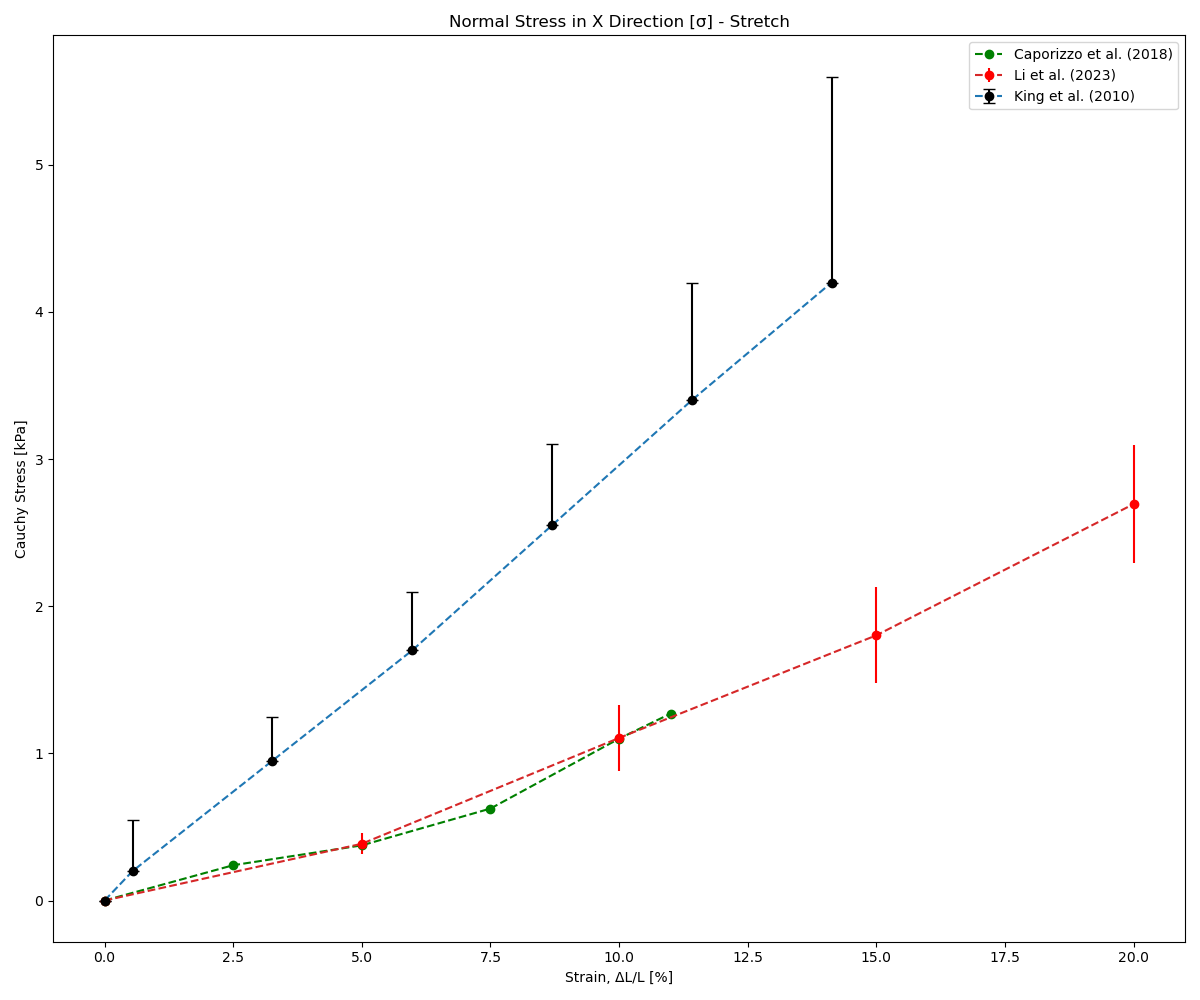 Normal Stress in X Direction [σ] - Stretch
Caporizzo et al. (2018)
Li et al. (2023)
King et al. (2010)
Cauchy Stress [kPa]
5
4
3
2
1
0
0.0 2.5 5.0 7.5 10.0 12.5 15.0 17.5 20.0
Strain, ΔL/L [%]